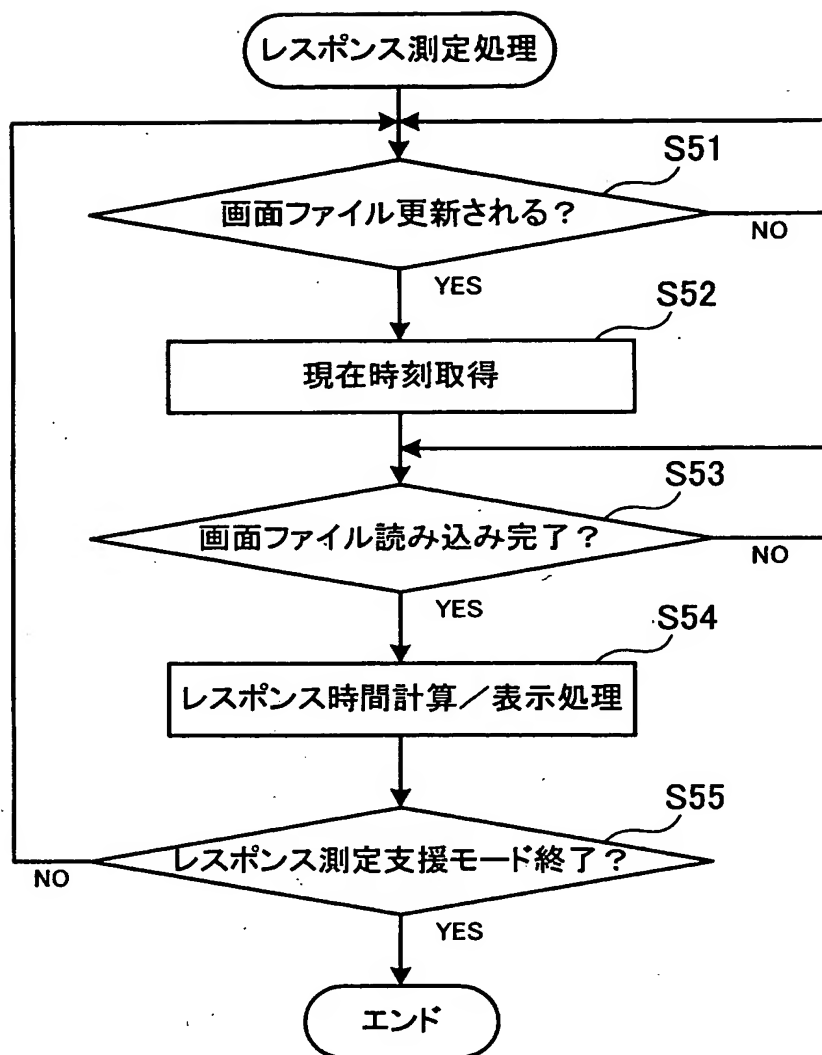 レスポンス測定処理
S51
画面ファイル更新される?
NO
YES
S52
現在時刻取得
S53
画面ファイル読み込み完了?
NO
YES
S54
レスポンス時間計算／表示処理
S55
レスポンス測定支援モード終了?
NO
YES
エンド